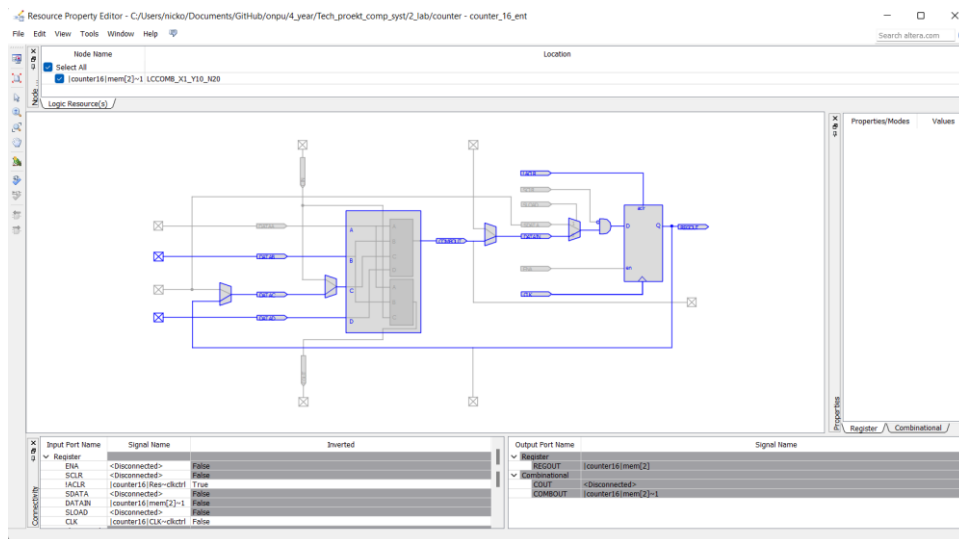 Resource Property Editor - C:/Users/nicko/Documents/GitHub/onpu/4_year/Tech_proekt_comp_syst/2_lab/counter - counter_16_ent
File Edit View Tools Window Help
Search altera.com
Node Name Location
Select All
|counter16|mem[2]~1 LCCOMB_X1_Y10_N20
Node ...
Logic Resource(s)
Properties/Modes Values
A
B
C
D
A
B
C
D
A
B
C
D Q
en
Properties
Register Combinational
Input Port Name Signal Name Inverted
Register
ENA <Disconnected> False
SCLR <Disconnected> False
!ACLR |counter16|Res~clkctrl True
SDATA <Disconnected> False
DATAIN |counter16|mem[2]~1 False
SLOAD <Disconnected> False
CLK |counter16|CLK~clkctrl False
Connectivity
Output Port Name Signal Name
Register
REGOUT |counter16|mem[2]
Combinational
COUT <Disconnected>
COMBOUT |counter16|mem[2]~1